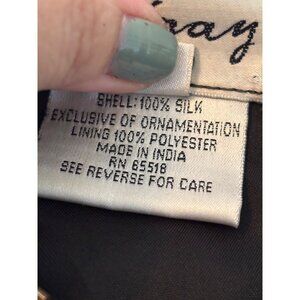 SHELL: 100% SILK
EXCLUSIVE OF ORNAMENTATION
LINING 100% POLYESTER
MADE IN INDIA
RN 65518
SEE REVERSE FOR CARE